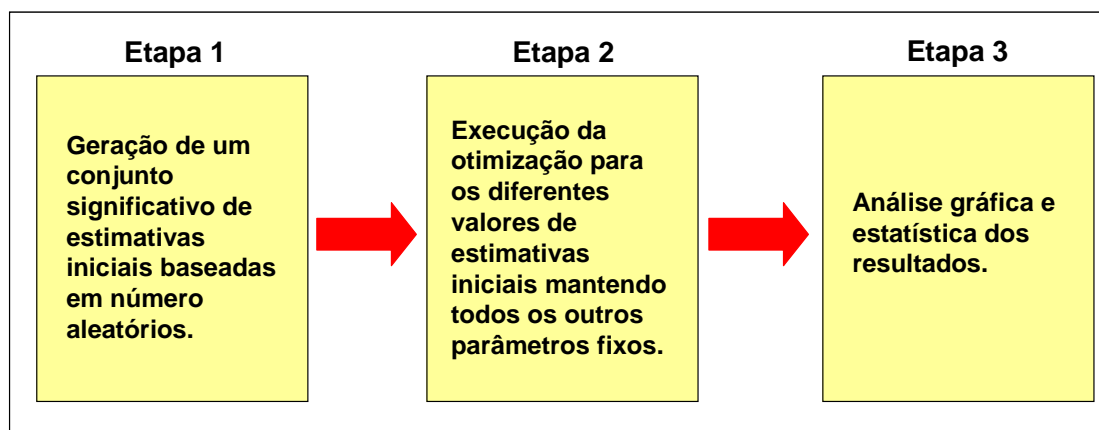 Etapa 1
Geração de um
conjunto
significativo de
estimativas
iniciais baseadas
em número
aleatórios.
Etapa 2
Execução da
otimização para
os diferentes
valores de
estimativas
iniciais mantendo
todos os outros
parâmetros fixos.
Etapa 3
Análise gráfica e
estatística dos
resultados.